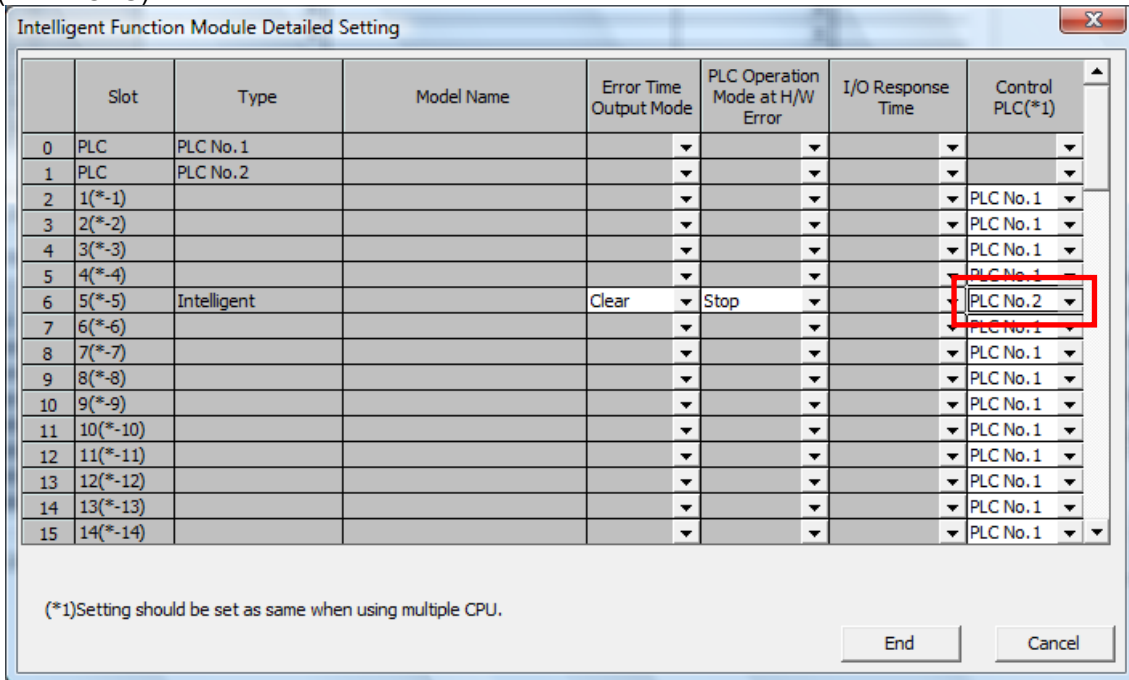 Intelligent Function Module Detailed Setting
Slot Type Model Name Error Time Output Mode PLC Operation Mode at H/W Error I/O Response Time Control PLC(*1)
0 PLC PLC No.1
1 PLC PLC No.2
2 1(*-1) PLC No.1
3 2(*-2) PLC No.1
4 3(*-3) PLC No.1
5 4(*-4) PLC No.1
6 5(*-5) Intelligent Clear Stop PLC No.2
7 6(*-6) PLC No.1
8 7(*-7) PLC No.1
9 8(*-8) PLC No.1
10 9(*-9) PLC No.1
11 10(*-10) PLC No.1
12 11(*-11) PLC No.1
13 12(*-12) PLC No.1
14 13(*-13) PLC No.1
15 14(*-14) PLC No.1
(*1)Setting should be set as same when using multiple CPU.
End Cancel